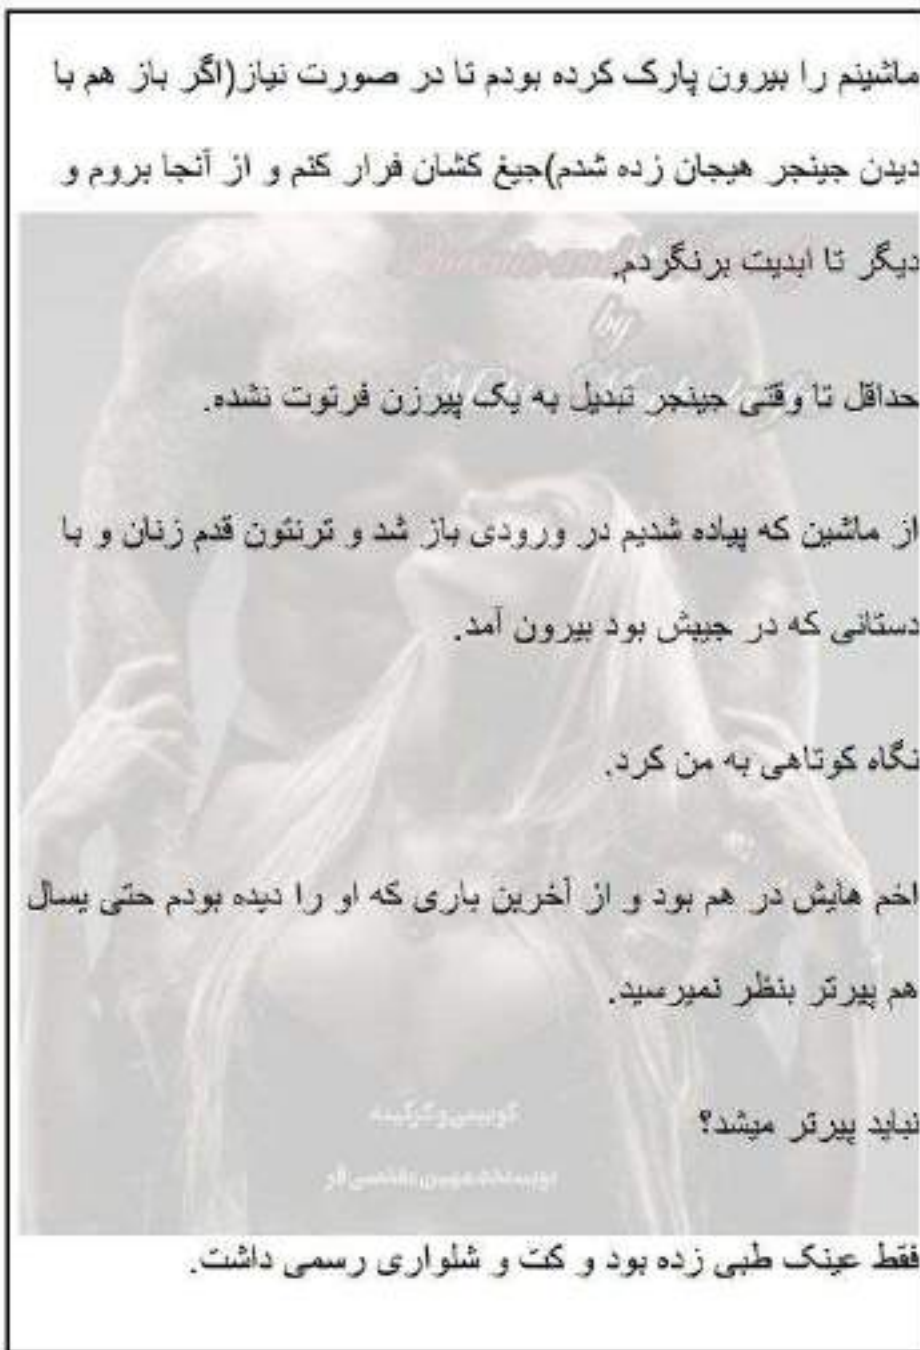 ماشینم را بیرون پارک کرده بودم تا در صورت نیاز(اگر باز هم با
دیدن جینجر هیجان زده شدم)جیغ کشان فرار کنم و از آنجا بروم و
دیگر تا ابدیت برنگردم.
by
حداقل تا وقتی جینجر تبدیل به یک پیرزن فرتوت نشده.
از ماشین که پیاده شدیم در ورودی باز شد و ترنتون قدم زنان و با
دستانی که در جیبش بود بیرون آمد.
نگاه کوتاهی به من کرد.
اخم هایش در هم بود و از آخرین باری که او را دیده بودم حتی یسال
هم پیرتر بنظر نمیرسید.
نباید پیرتر میشد؟
فقط عینک طبی زده بود و کت و شلواری رسمی داشت.